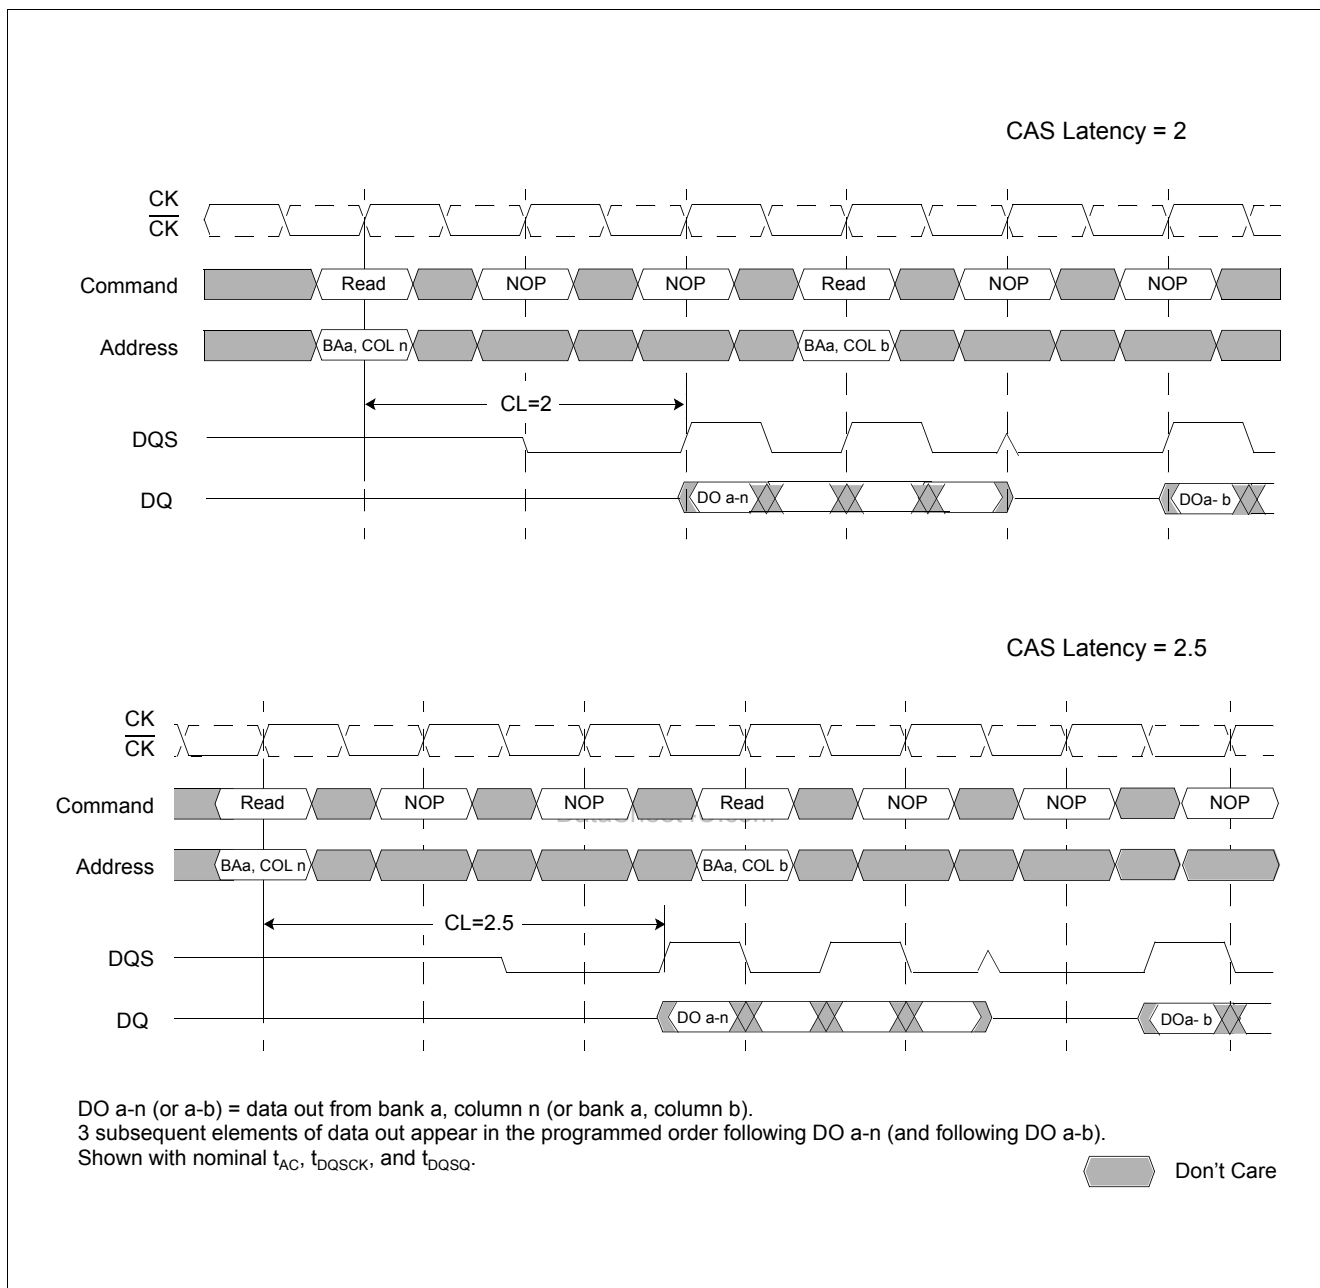 CAS Latency = 2
CK
CK
Command Read NOP NOP Read NOP NOP
Address BAa, COL n BAa, COL b
CL=2
DQS
DQ DO a-n DOa- b
CAS Latency = 2.5
CK
CK
Command Read NOP NOP Read NOP NOP NOP
Address BAa, COL n BAa, COL b
CL=2.5
DQS
DQ DO a-n DOa- b
DO a-n (or a-b) = data out from bank a, column n (or bank a, column b).
3 subsequent elements of data out appear in the programmed order following DO a-n (and following DO a-b).
Shown with nominal tAC, tDQSCK, and tDQSQ.
Don't Care